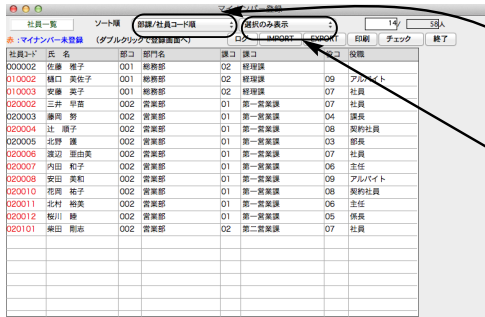 マイナンバー登録
社員一覧 ソート順 部課/社員コード順 選択のみ表示 14/ 58人
赤：マイナンバー未登録 (ダブルクリックで登録画面へ) ログ IMPORT EXPORT 印刷 チェック 終了
社員コード 氏 名 部コ 部門名 課コ 課コ 役コ 役職
000002 佐藤 雅子 001 総務部 02 経理課
010002 樋口 美佐子 001 総務部 02 経理課 09 アルバイト
010003 安藤 英子 001 総務部 02 経理課 07 社員
020002 三井 早苗 002 営業部 01 第一営業課 07 社員
020003 藤岡 努 002 営業部 01 第一営業課 04 課長
020004 辻 順子 002 営業部 01 第一営業課 08 契約社員
020005 北野 護 002 営業部 01 第一営業課 03 部長
020006 渡辺 亜由美 002 営業部 01 第一営業課 07 社員
020007 内田 和子 002 営業部 01 第一営業課 06 主任
020008 安田 美和 002 営業部 01 第一営業課 09 アルバイト
020010 花岡 祐子 002 営業部 01 第一営業課 08 契約社員
020011 北村 裕美 002 営業部 01 第一営業課 06 主任
020012 桜川 睦 002 営業部 01 第一営業課 05 係長
020101 柴田 剛志 002 営業部 02 第二営業課 07 社員